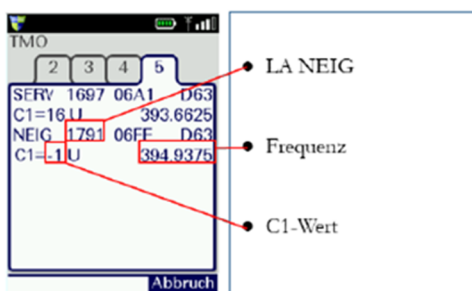 TMO
2 3 4 5
SERV 1697 06A1 D63
C1=16 U 393.6625
NEIG 1791 06FF D63
C1=-1 U 394.9375
Abbruch
LA NEIG
Frequenz
C1-Wert